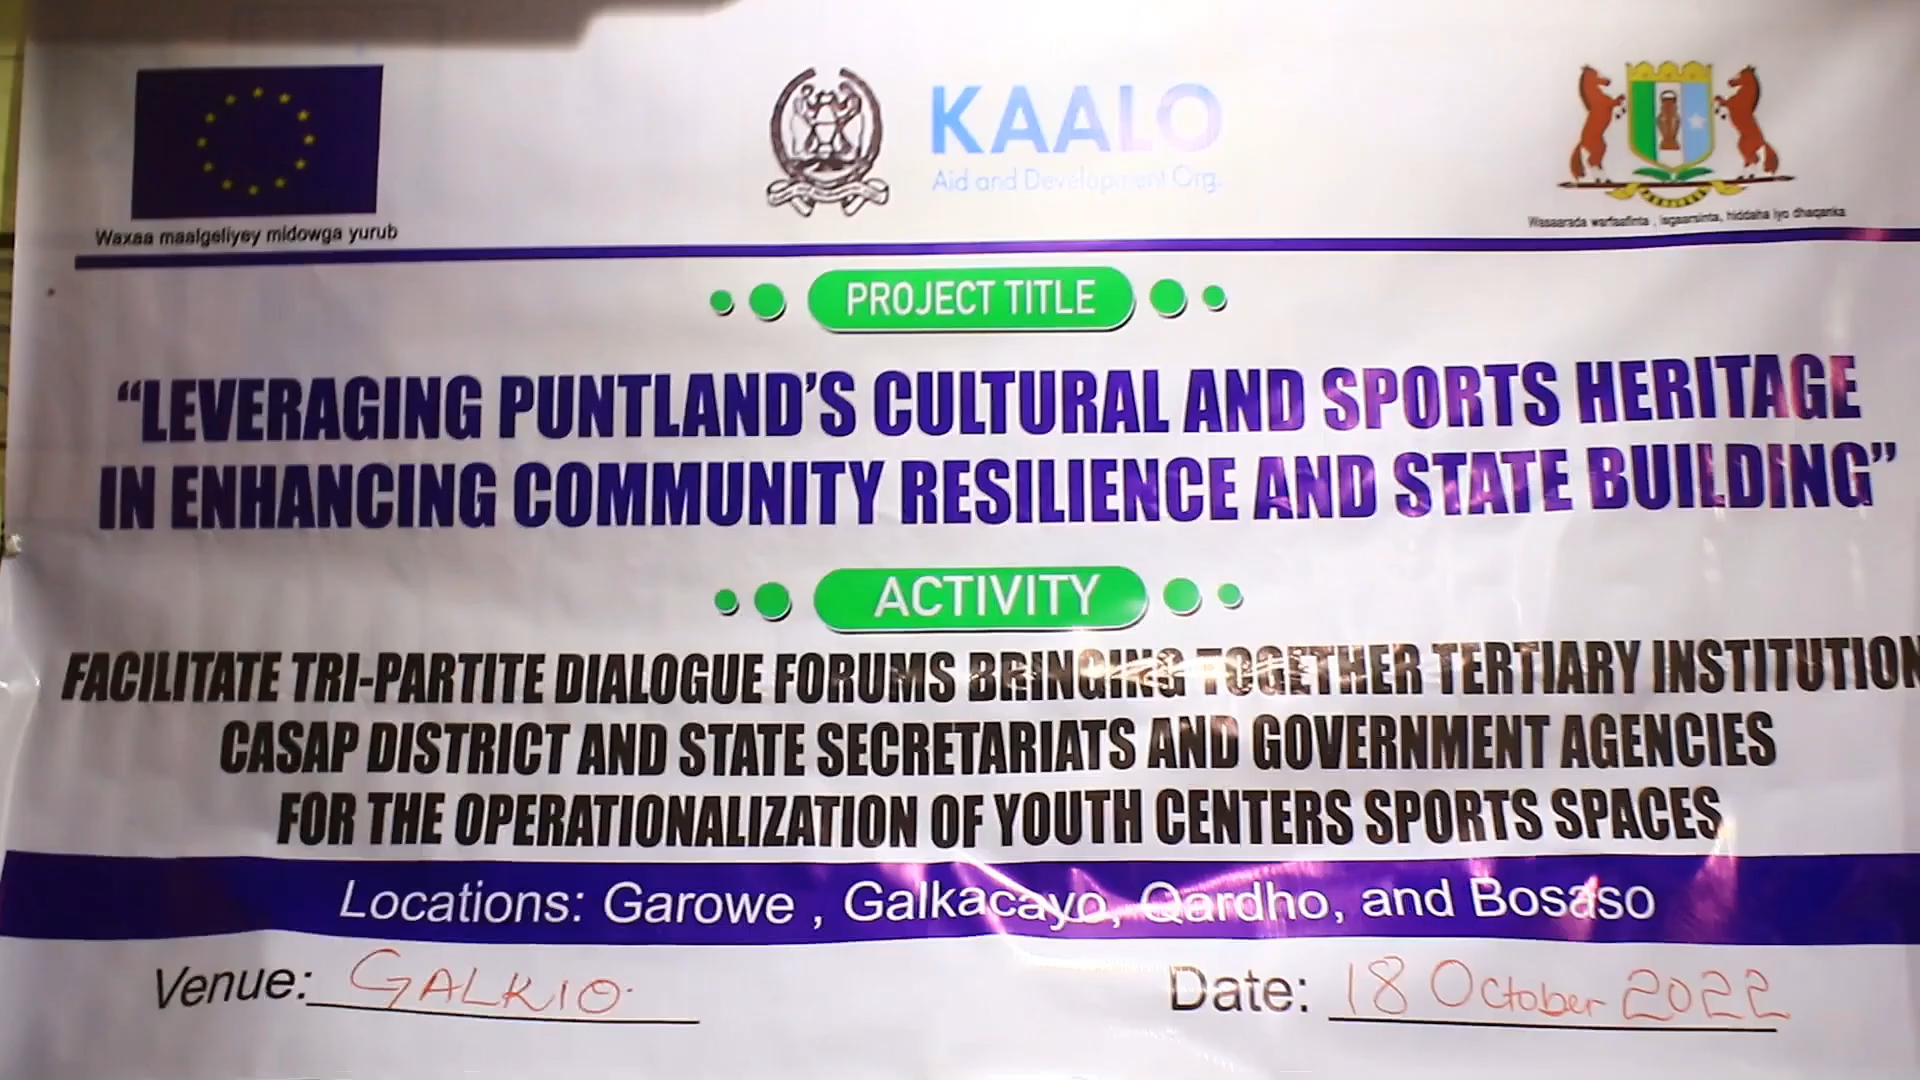 KAALO
Aid and Development Org.
Waxaa maalgeliyey midowga yurub
Wasaarada warfaafinta , isgaarsiinta, hiddaha iyo dhaqanka
PROJECT TITLE
“LEVERAGING PUNTLAND’S CULTURAL AND SPORTS HERITAGE
IN ENHANCING COMMUNITY RESILIENCE AND STATE BUILDING”
ACTIVITY
FACILITATE TRI-PARTITE DIALOGUE FORUMS BRINGING TOGETHER TERTIARY INSTITUTION
CASAP DISTRICT AND STATE SECRETARIATS AND GOVERNMENT AGENCIES
FOR THE OPERATIONALIZATION OF YOUTH CENTERS SPORTS SPACES
Locations: Garowe , Galkacayo, Qardho, and Bosaso
Venue: GALKIO
Date: 18 October 2022